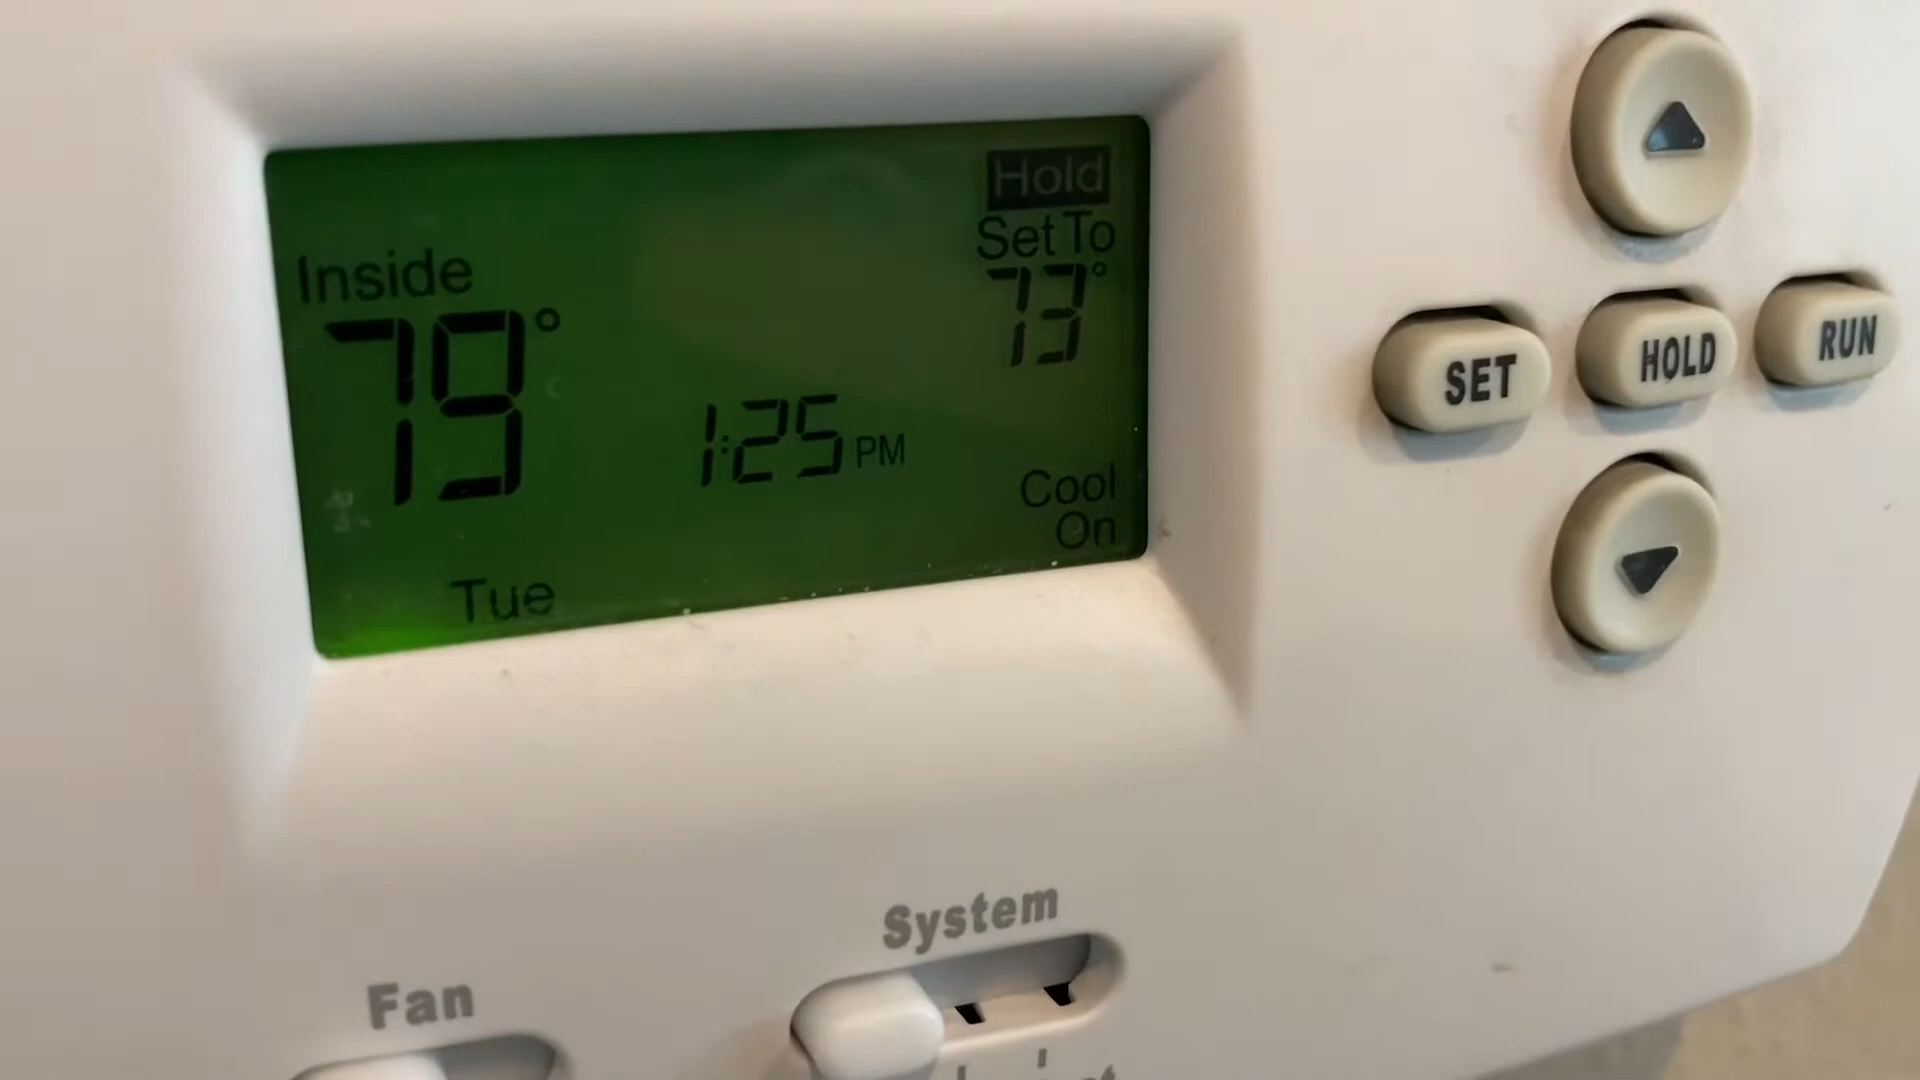 Hold
Set To
73°
Inside
79°
1:25 PM
Cool
On
Tue
SET
HOLD
RUN
System
Fan